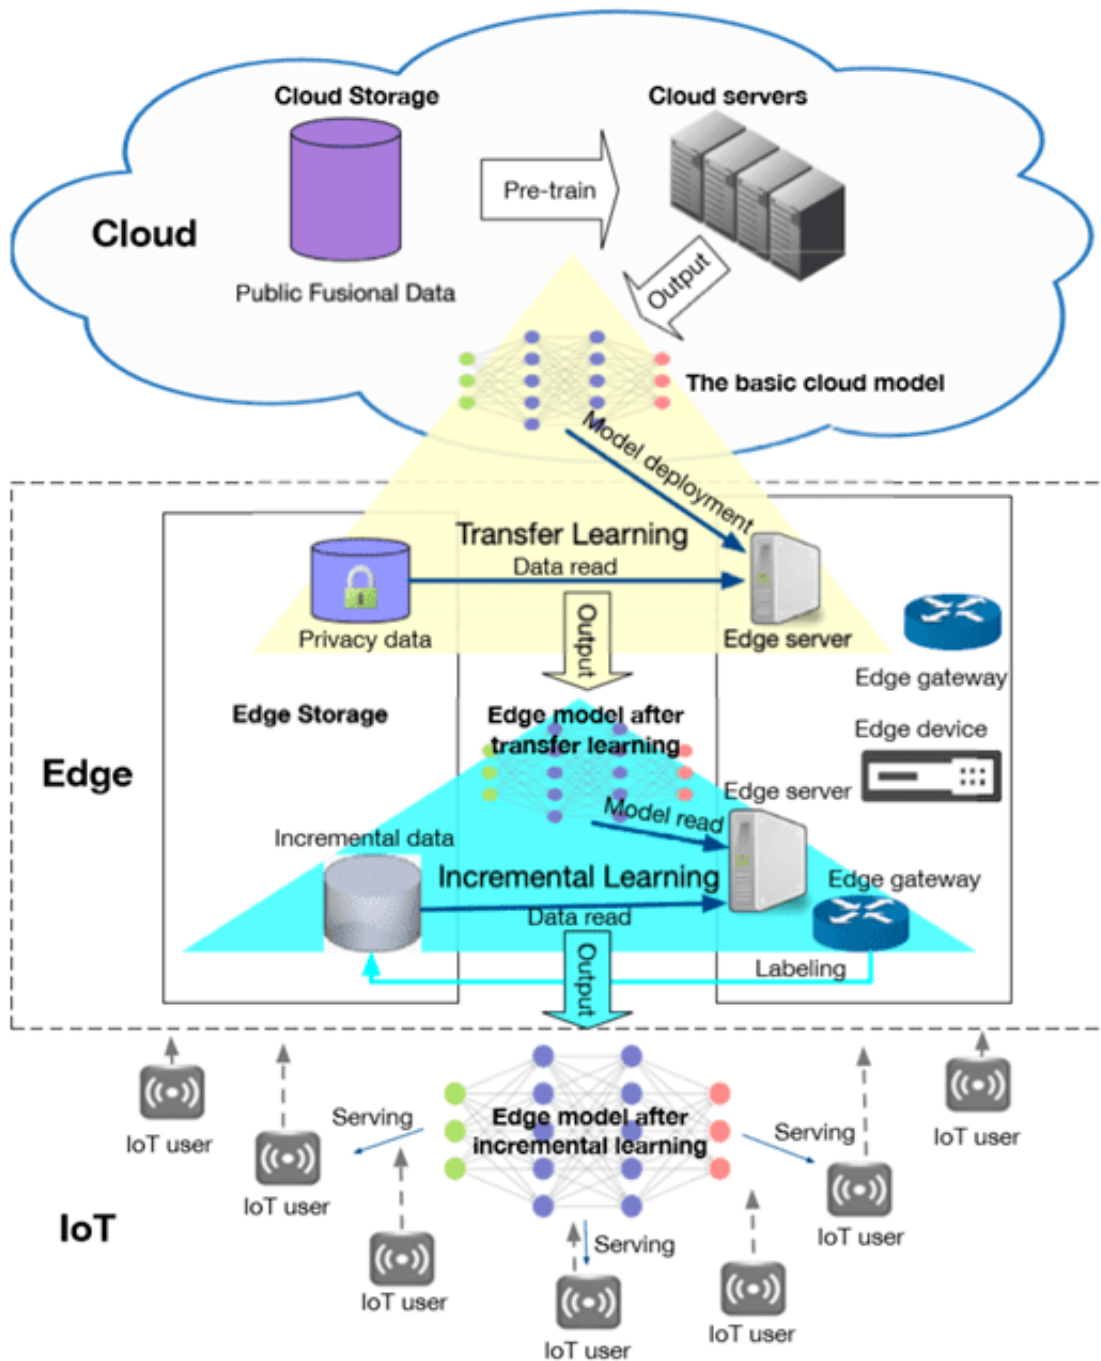 Cloud Storage
Cloud servers
Pre-train
Cloud
Output
Public Fusional Data
The basic cloud model
Model deployment
Transfer Learning
Data read
Privacy data
Output
Edge server
Edge gateway
Edge Storage
Edge model after
transfer learning
Edge device
Edge
Edge server
Model read
Incremental data
Incremental Learning
Edge gateway
Data read
Output
Labeling
IoT user
Serving
Edge model after
incremental learning
Serving
IoT user
IoT user
IoT
IoT user
Serving
IoT user
IoT user
IoT user
IoT user